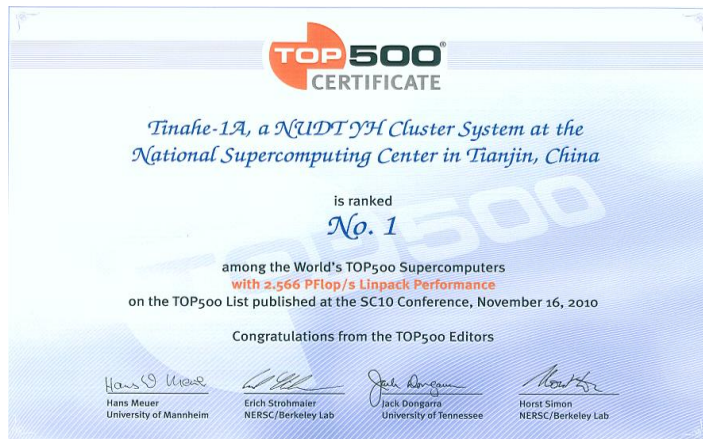 TOP500®
CERTIFICATE
Tinahe-1A, a NUDT YH Cluster System at the
National Supercomputing Center in Tianjin, China
is ranked
No. 1
among the World's TOP500 Supercomputers
with 2.566 PFlop/s Linpack Performance
on the TOP500 List published at the SC10 Conference, November 16, 2010
Congratulations from the TOP500 Editors
Hans Meuer
University of Mannheim
Erich Strohmaier
NERSC/Berkeley Lab
Jack Dongarra
University of Tennessee
Horst Simon
NERSC/Berkeley Lab